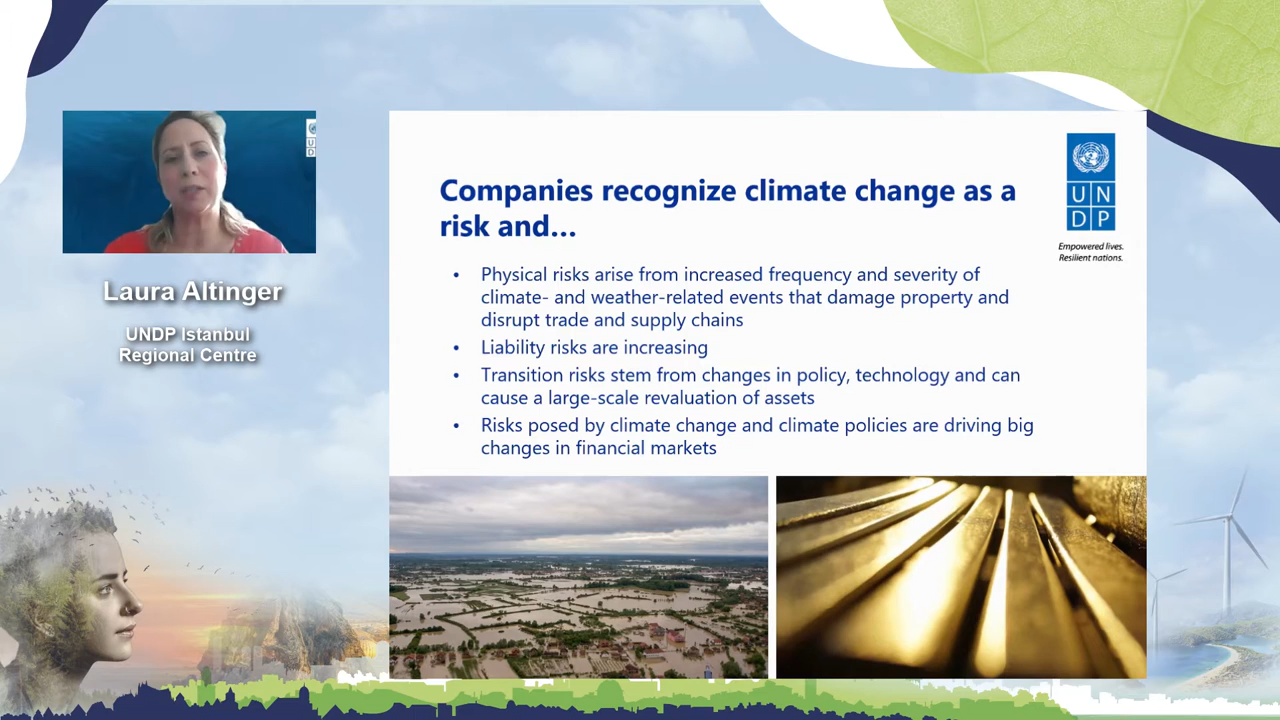 Laura Altinger
UNDP Istanbul
Regional Centre
Companies recognize climate change as a
risk and...
• Physical risks arise from increased frequency and severity of
climate- and weather-related events that damage property and
disrupt trade and supply chains
• Liability risks are increasing
• Transition risks stem from changes in policy, technology and can
cause a large-scale revaluation of assets
• Risks posed by climate change and climate policies are driving big
changes in financial markets
U N
D P
Empowered lives.
Resilient nations.
U
D